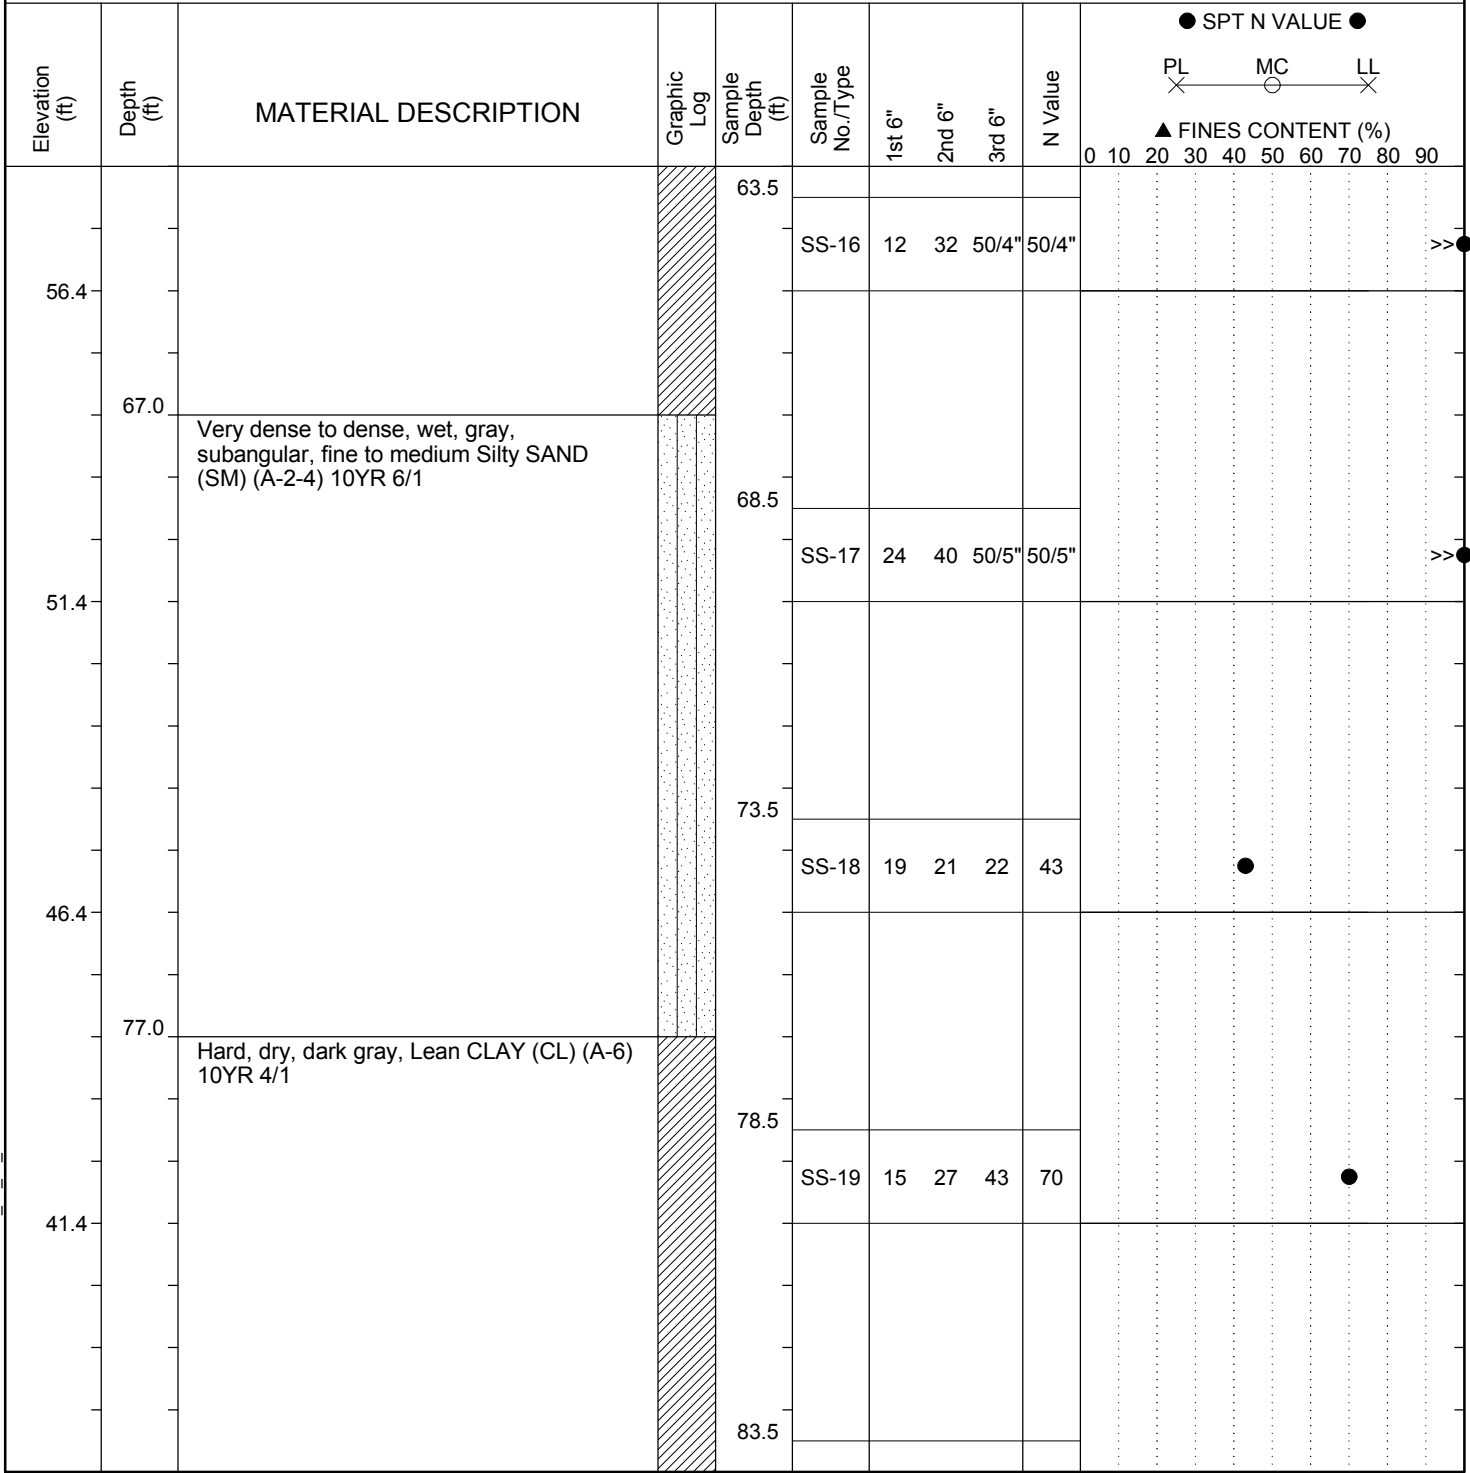 ● SPT N VALUE ●
PL MC LL
▲ FINES CONTENT (%)
0 10 20 30 40 50 60 70 80 90
Elevation (ft)
Depth (ft)
MATERIAL DESCRIPTION
Graphic Log
Sample Depth (ft)
Sample No./Type
1st 6"
2nd 6"
3rd 6"
N Value
63.5
SS-16 12 32 50/4" 50/4" >>●
56.4
67.0
Very dense to dense, wet, gray,
subangular, fine to medium Silty SAND
(SM) (A-2-4) 10YR 6/1
68.5
SS-17 24 40 50/5" 50/5" >>●
51.4
73.5
SS-18 19 21 22 43
46.4
77.0
Hard, dry, dark gray, Lean CLAY (CL) (A-6)
10YR 4/1
78.5
SS-19 15 27 43 70
41.4
83.5